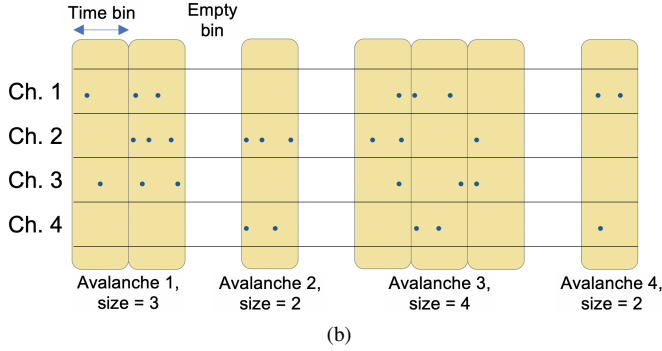 Time bin
Empty
bin
Ch. 1
Ch. 2
Ch. 3
Ch. 4
Avalanche 1,
size = 3
Avalanche 2,
size = 2
Avalanche 3,
size = 4
Avalanche 4,
size = 2
(b)